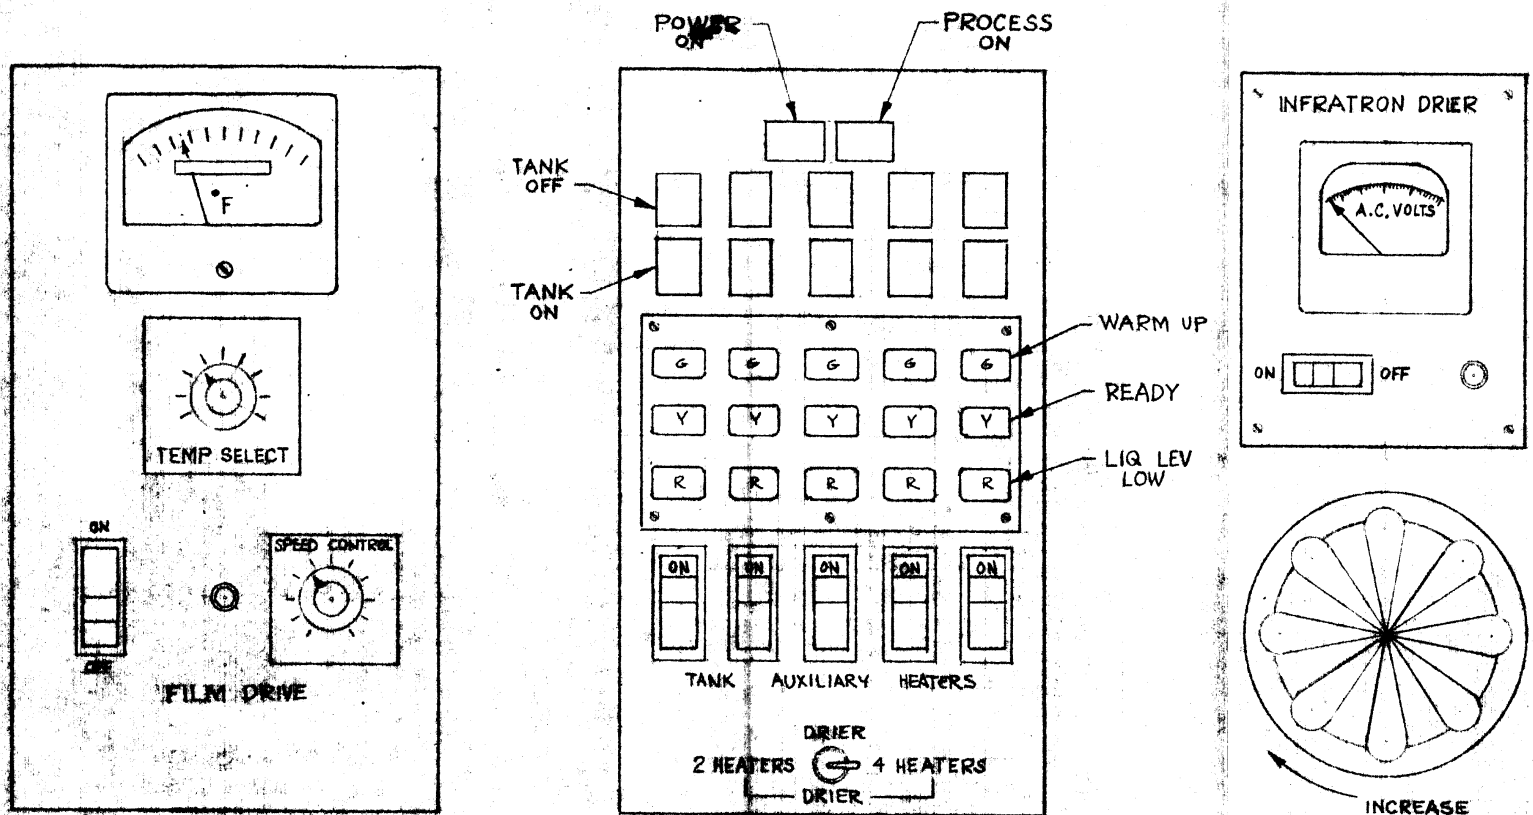 °F
TEMP SELECT
ON
OFF
SPEED CONTROL
FILM DRIVE
POWER
ON
PROCESS
ON
TANK
OFF
TANK
ON
G G G G G
WARM UP
Y Y Y Y Y
READY
R R R R R
LIQ LEV
LOW
ON ON ON ON ON
TANK AUXILIARY HEATERS
DRIER
2 HEATERS 4 HEATERS
DRIER
INFRATRON DRIER
A.C. VOLTS
ON OFF
INCREASE